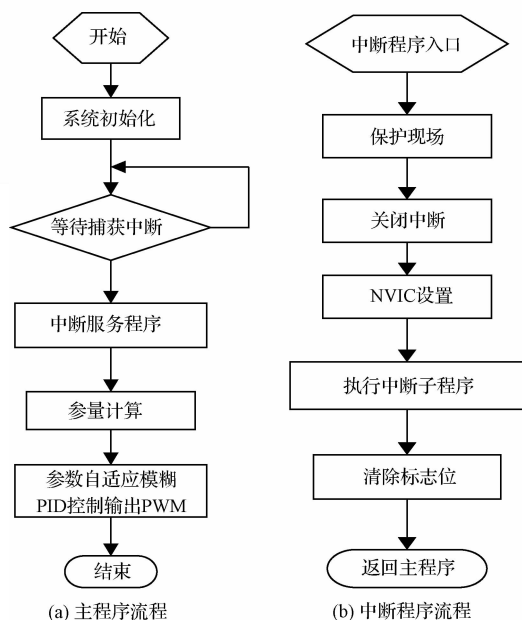 开始
系统初始化
等待捕获中断
中断服务程序
参量计算
参数自适应模糊
PID控制输出PWM
结束
(a) 主程序流程
中断程序入口
保护现场
关闭中断
NVIC设置
执行中断子程序
清除标志位
返回主程序
(b) 中断程序流程